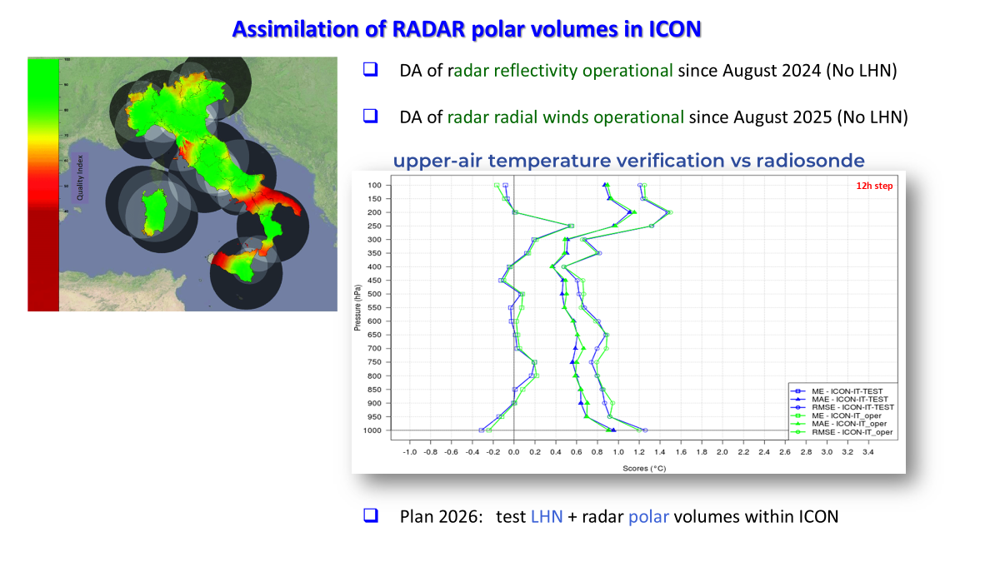 Assimilation of RADAR polar volumes in ICON
❑ DA of radar reflectivity operational since August 2024 (No LHN)
❑ DA of radar radial winds operational since August 2025 (No LHN)
Quality Index
100
90
80
70
60
50
40
upper-air temperature verification vs radiosonde
12h step
Pressure (hPa)
100
150
200
250
300
350
400
450
500
550
600
650
700
750
800
850
900
950
1000
ME - ICON-IT-TEST
MAE - ICON-IT-TEST
RMSE - ICON-IT-TEST
ME - ICON-IT_oper
MAE - ICON-IT_oper
RMSE - ICON-IT_oper
-1.0 -0.8 -0.6 -0.4 -0.2 0.0 0.2 0.4 0.6 0.8 1.0 1.2 1.4 1.6 1.8 2.0 2.2 2.4 2.6 2.8 3.0 3.2 3.4
Scores (°C)
❑ Plan 2026: test LHN + radar polar volumes within ICON